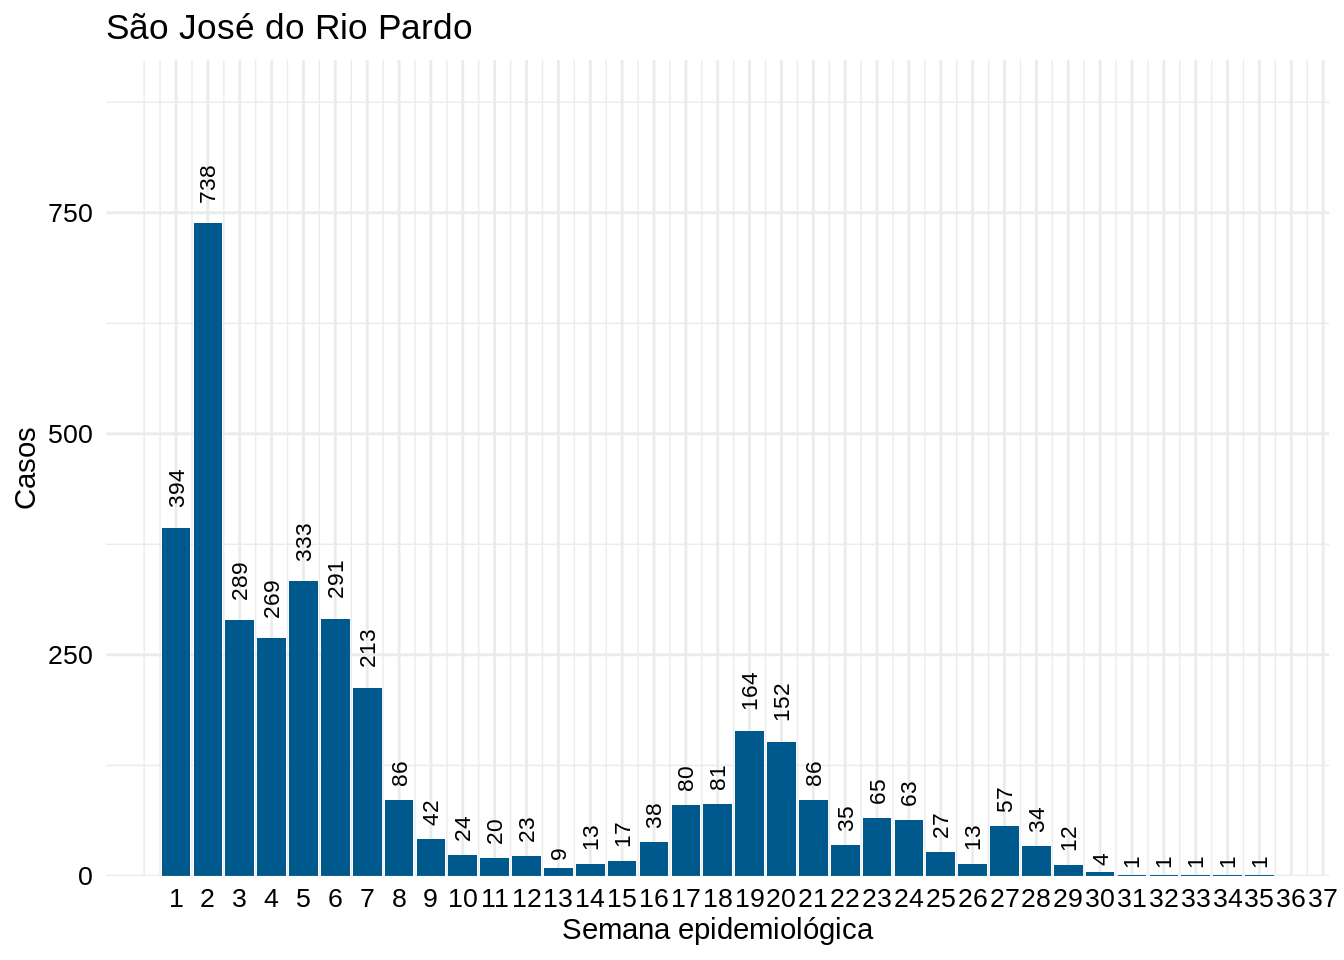 São José do Rio Pardo
Casos
750
500
250
0
394 738 289 269 333 291 213 86 42 24 20 23 9 13 17 38 80 81 164 152 86 35 65 63 27 13 57 34 12 4 1 1 1 1 1
1 2 3 4 5 6 7 8 9 10 11 12 13 14 15 16 17 18 19 20 21 22 23 24 25 26 27 28 29 30 31 32 33 34 35 36 37
Semana epidemiológica